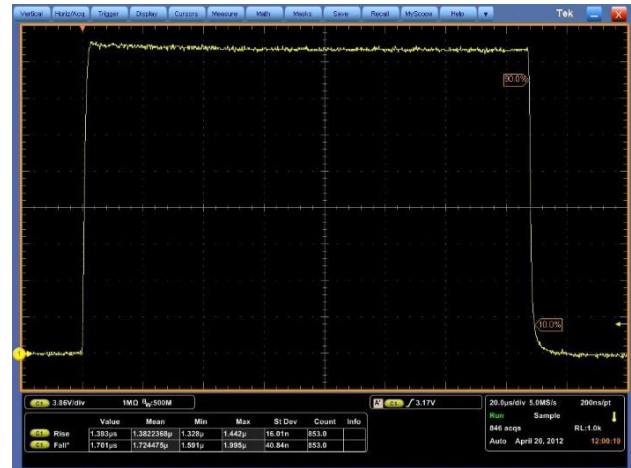 Vertical Horiz/Acq Trigger Display Cursors Measure Math Masks Save Recall MyScope Help Tek
90.0%
10.0%
1
C1 3.86V/div 1MΩ BW:500M
A' C1 3.17V
20.0µs/div 5.0MS/s 200ns/pt
Run Sample
846 acqs RL:1.0k
Auto April 20, 2012 12:00:19
Value Mean Min Max St Dev Count Info
C1 Rise 1.393µs 1.3822368µ 1.328µ 1.442µ 16.01n 853.0
C1 Fall* 1.701µs 1.724475µ 1.591µ 1.995µ 40.84n 853.0